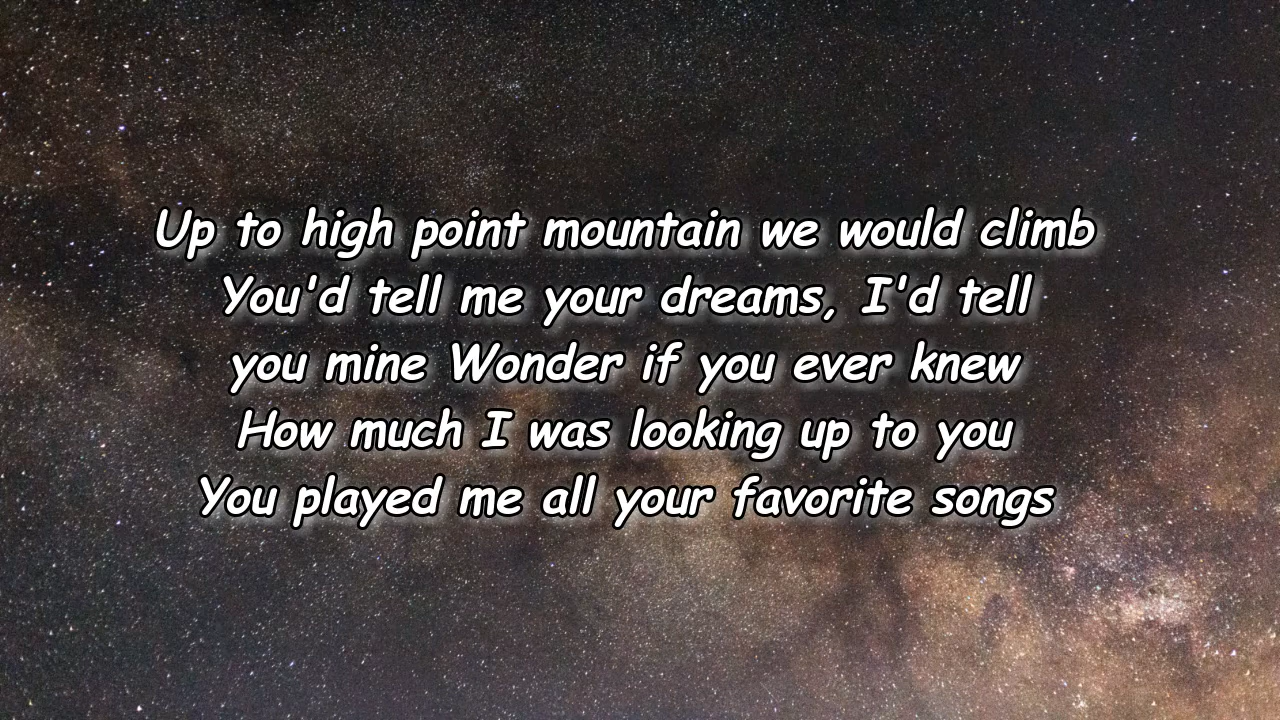 Up to high point mountain we would climb
You'd tell me your dreams, I'd tell
you mine Wonder if you ever knew
How much I was looking up to you
You played me all your favorite songs